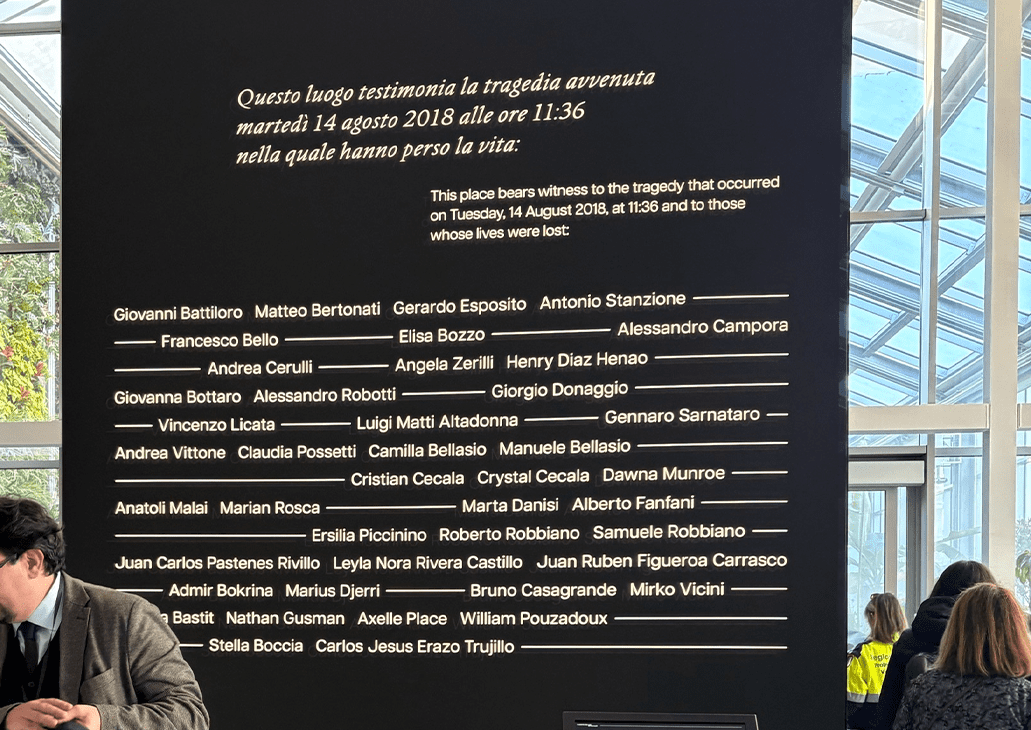 Questo luogo testimonia la tragedia avvenuta
martedì 14 agosto 2018 alle ore 11:36
nella quale hanno perso la vita:
This place bears witness to the tragedy that occurred
on Tuesday, 14 August 2018, at 11:36 and to those
whose lives were lost:
Giovanni Battiloro Matteo Bertonati Gerardo Esposito Antonio Stanzione
Francesco Bello Elisa Bozzo Alessandro Campora
Andrea Cerulli Angela Zerilli Henry Diaz Henao
Giovanna Bottaro Alessandro Robotti Giorgio Donaggio
Vincenzo Licata Luigi Matti Altadonna Gennaro Sarnataro
Andrea Vittone Claudia Possetti Camilla Bellasio Manuele Bellasio
Cristian Cecala Crystal Cecala Dawna Munroe
Anatoli Malai Marian Rosca Marta Danisi Alberto Fanfani
Ersilia Piccinino Roberto Robbiano Samuele Robbiano
Juan Carlos Pastenes Rivillo Leyla Nora Rivera Castillo Juan Ruben Figueroa Carrasco
Admir Bokrina Marius Djerri Bruno Casagrande Mirko Vicini
Bastit Nathan Gusman Axelle Place William Pouzadoux
Stella Boccia Carlos Jesus Erazo Trujillo